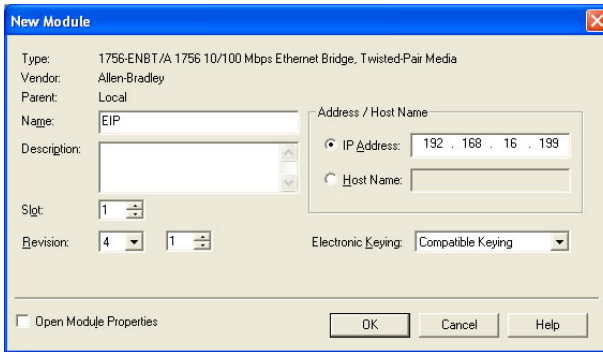 New Module
Type: 1756-ENBT/A 1756 10/100 Mbps Ethernet Bridge, Twisted-Pair Media
Vendor: Allen-Bradley
Parent: Local
Name: EIP
Description:
Slot: 1
Revision: 4 1
Address / Host Name
IP Address: 192 . 168 . 16 . 199
Host Name:
Electronic Keying: Compatible Keying
Open Module Properties
OK Cancel Help